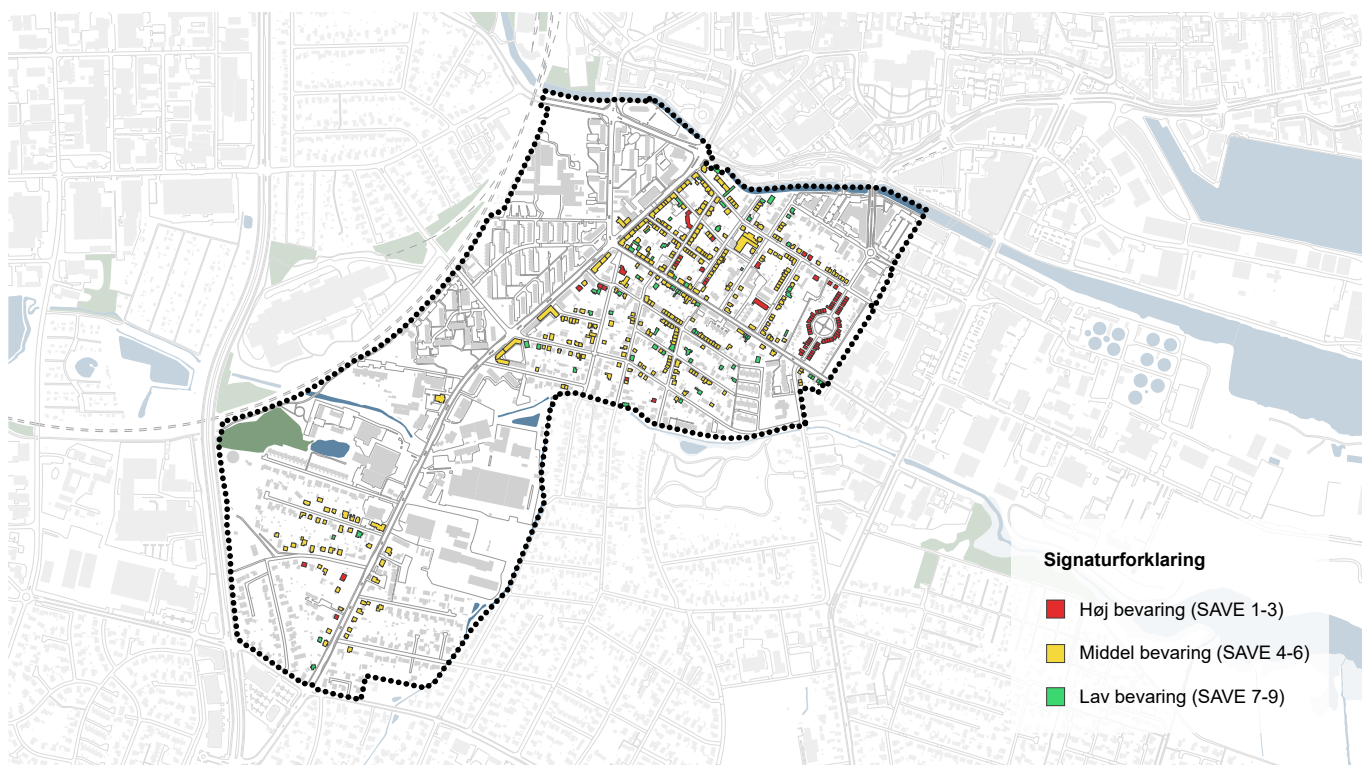 Signaturforklaring
Høj bevaring (SAVE 1-3)
Middel bevaring (SAVE 4-6)
Lav bevaring (SAVE 7-9)